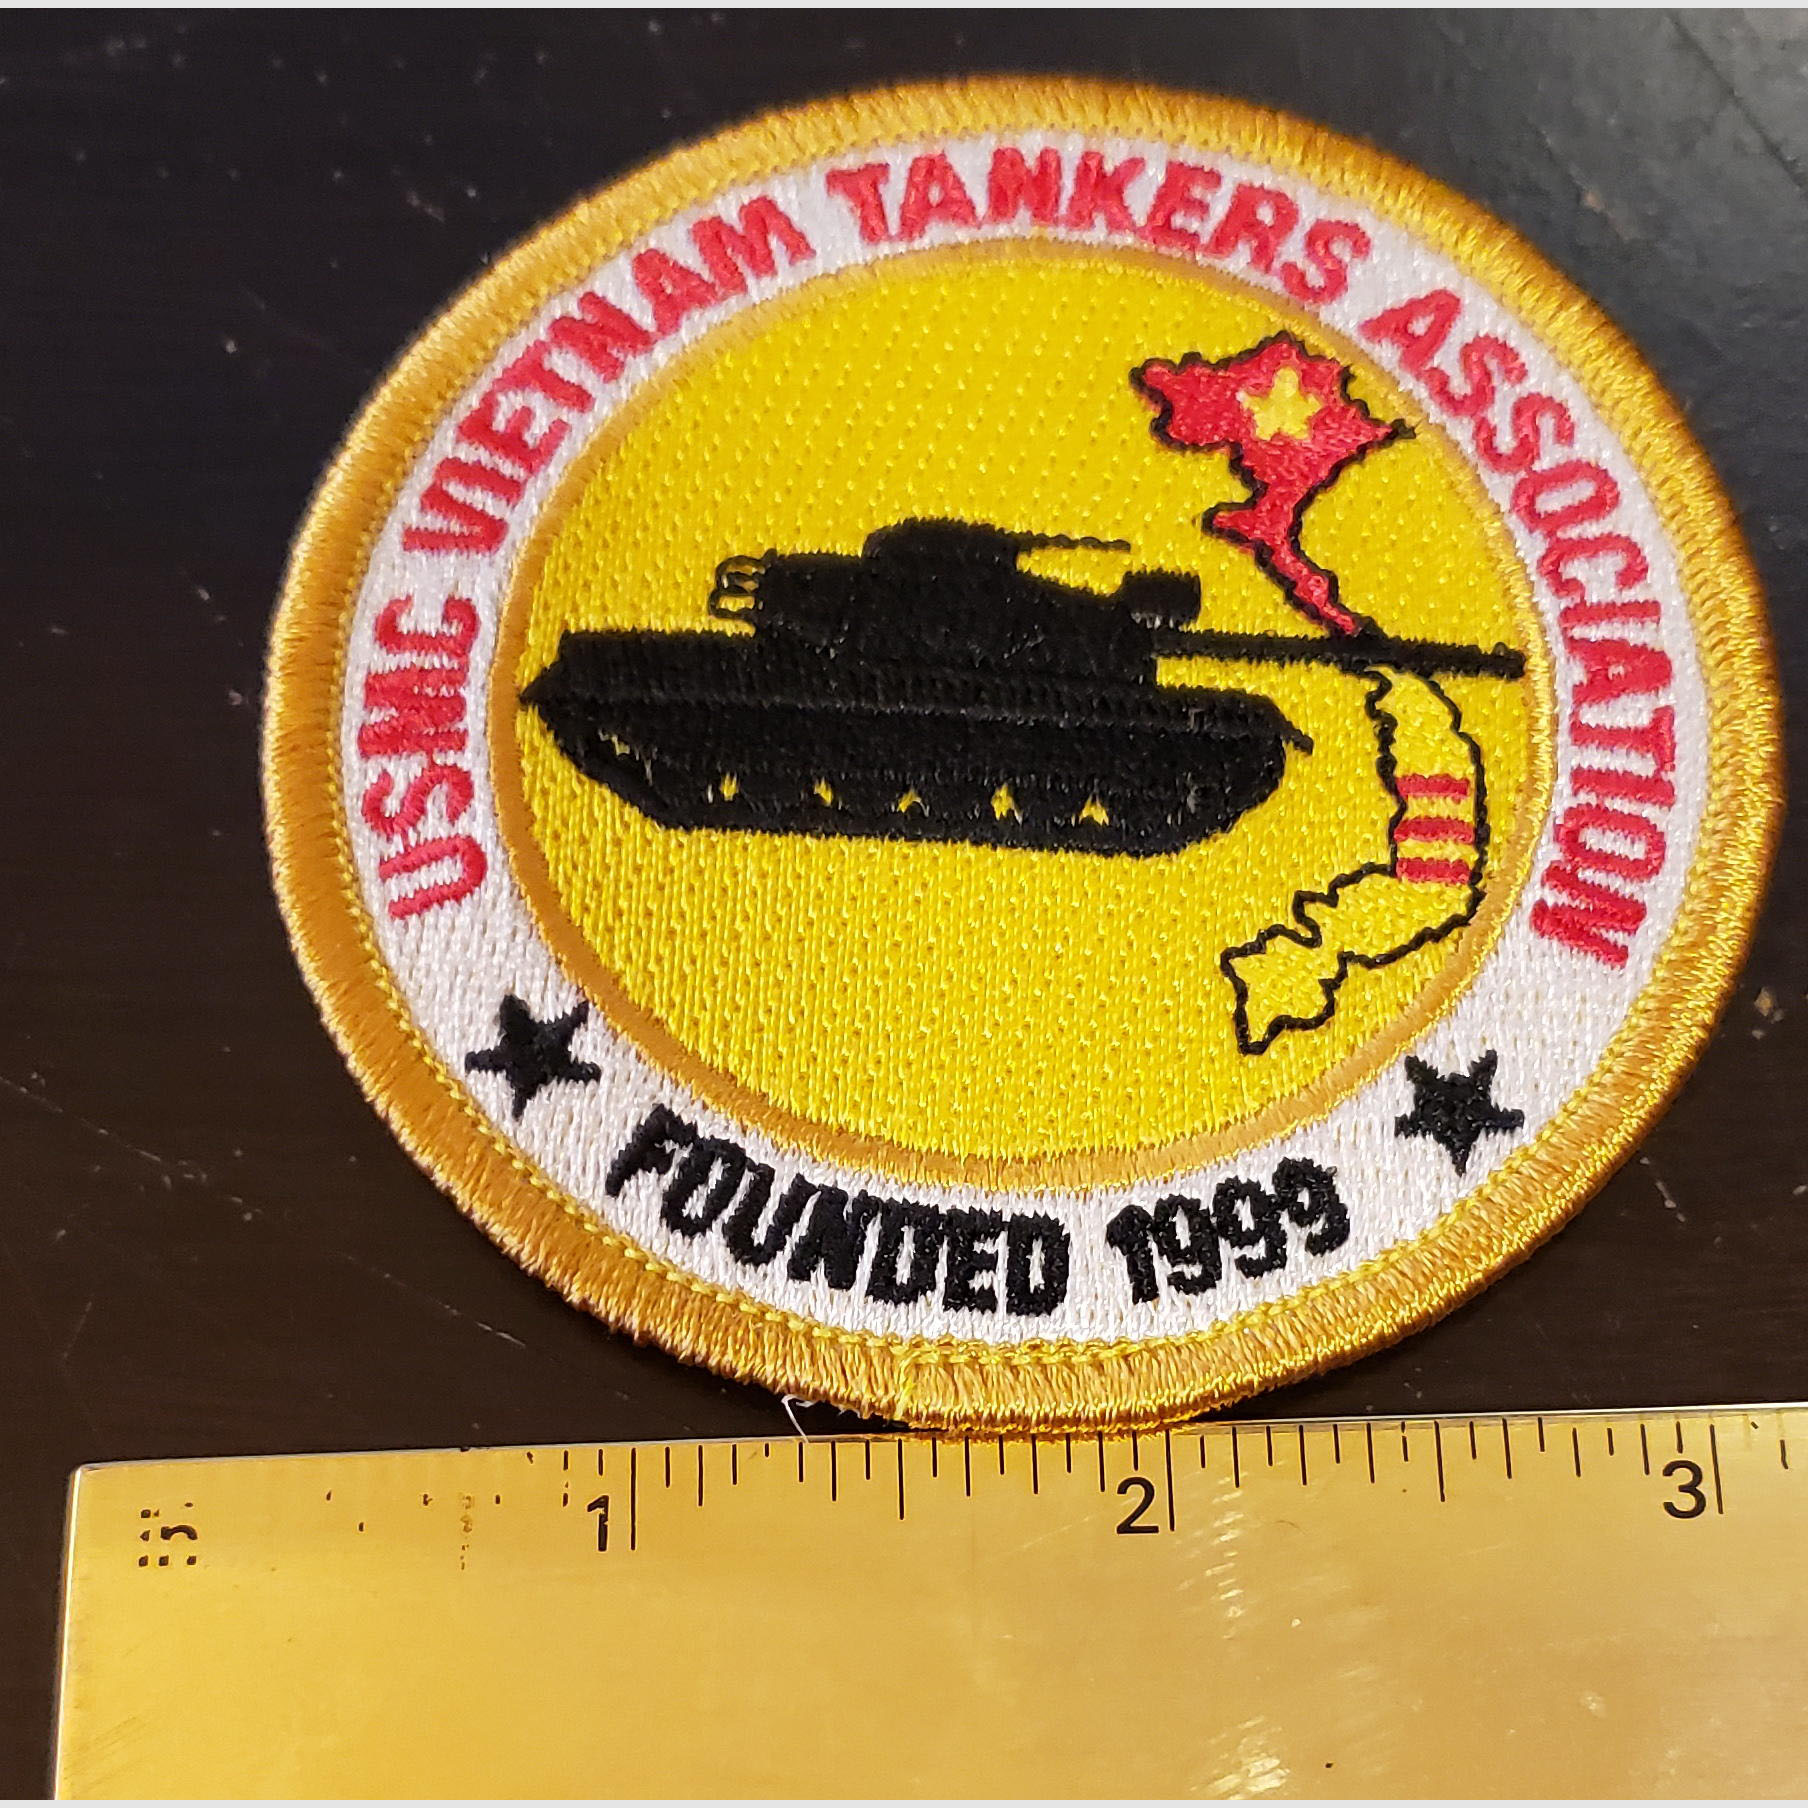 USMC VIETNAM TANKERS ASSOCIATION
FOUNDED 1999
1 2 3